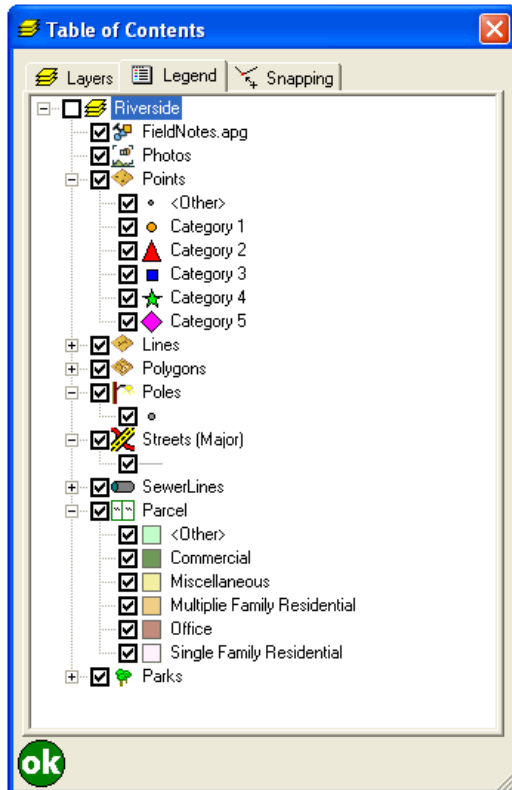 Table of Contents
Layers Legend Snapping
Riverside
FieldNotes.apg
Photos
Points
<Other>
Category 1
Category 2
Category 3
Category 4
Category 5
Lines
Polygons
Poles
Streets (Major)
SewerLines
Parcel
<Other>
Commercial
Miscellaneous
Multiplie Family Residential
Office
Single Family Residential
Parks
ok